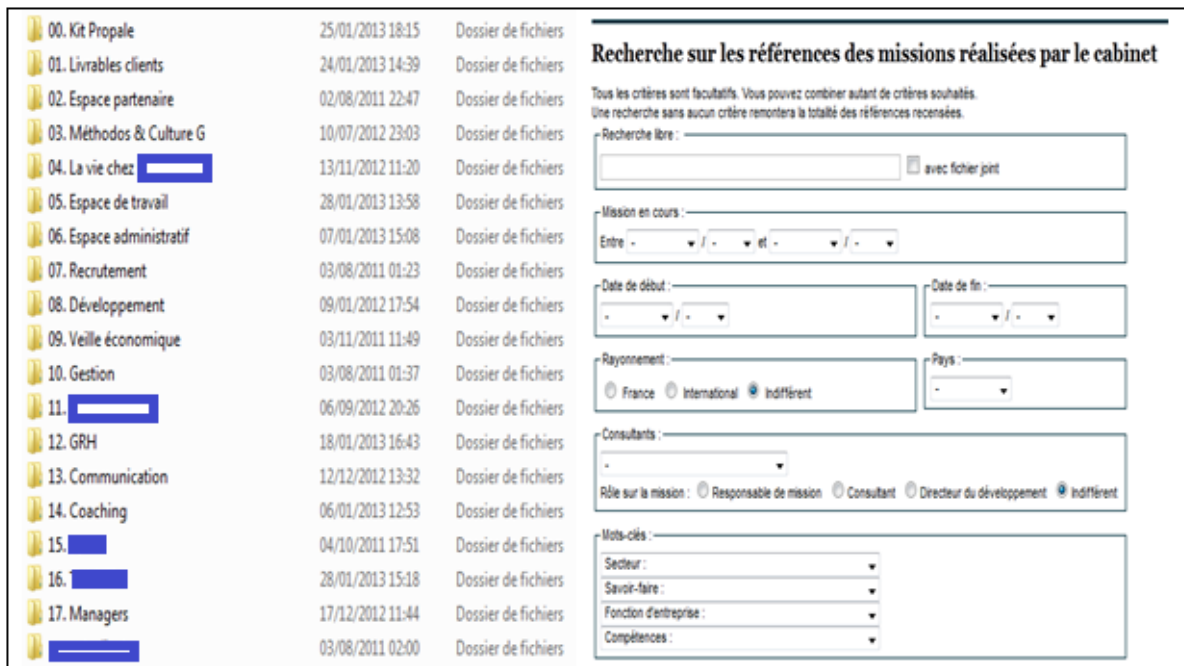 00. Kit Propale 25/01/2013 18:15 Dossier de fichiers
01. Livrables clients 24/01/2013 14:39 Dossier de fichiers
02. Espace partenaire 02/08/2011 22:47 Dossier de fichiers
03. Méthodos & Culture G 10/07/2012 23:03 Dossier de fichiers
04. La vie chez 13/11/2012 11:20 Dossier de fichiers
05. Espace de travail 28/01/2013 13:58 Dossier de fichiers
06. Espace administratif 07/01/2013 15:08 Dossier de fichiers
07. Recrutement 03/08/2011 01:23 Dossier de fichiers
08. Développement 09/01/2012 17:54 Dossier de fichiers
09. Veille économique 03/11/2011 11:49 Dossier de fichiers
10. Gestion 03/08/2011 01:37 Dossier de fichiers
11. 06/09/2012 20:26 Dossier de fichiers
12. GRH 18/01/2013 16:43 Dossier de fichiers
13. Communication 12/12/2012 13:32 Dossier de fichiers
14. Coaching 06/01/2013 12:53 Dossier de fichiers
15. 04/10/2011 17:51 Dossier de fichiers
16. 28/01/2013 15:18 Dossier de fichiers
17. Managers 17/12/2012 11:44 Dossier de fichiers
03/08/2011 02:00 Dossier de fichiers
Recherche sur les références des missions réalisées par le cabinet
Tous les critères sont facultatifs. Vous pouvez combiner autant de critères souhaités.
Une recherche sans aucun critère remontera la totalité des références recensées.
Recherche libre :
avec fichier joint
Mission en cours :
Entre - / - et - / -
Date de début :
- / -
Date de fin :
- / -
Rayonnement :
France International Indifférent
Pays :
-
Consultants :
-
Rôle sur la mission : Responsable de mission Consultant Directeur du développement Indifférent
Mots-clés :
Secteur :
Savoir-faire :
Fonction d'entreprise :
Compétences :